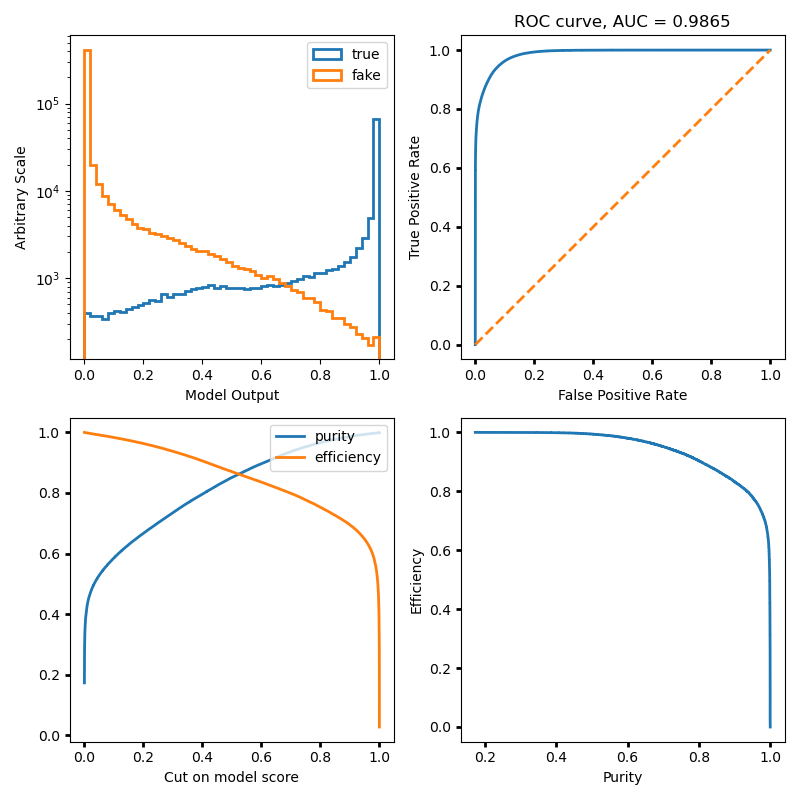 true
fake
10^5
10^4
10^3
Arbitrary Scale
0.0 0.2 0.4 0.6 0.8 1.0
Model Output
ROC curve, AUC = 0.9865
1.0
0.8
0.6
0.4
0.2
0.0
True Positive Rate
0.0 0.2 0.4 0.6 0.8 1.0
False Positive Rate
purity
efficiency
1.0
0.8
0.6
0.4
0.2
0.0
0.0 0.2 0.4 0.6 0.8 1.0
Cut on model score
1.0
0.8
0.6
0.4
0.2
0.0
Efficiency
0.2 0.4 0.6 0.8 1.0
Purity